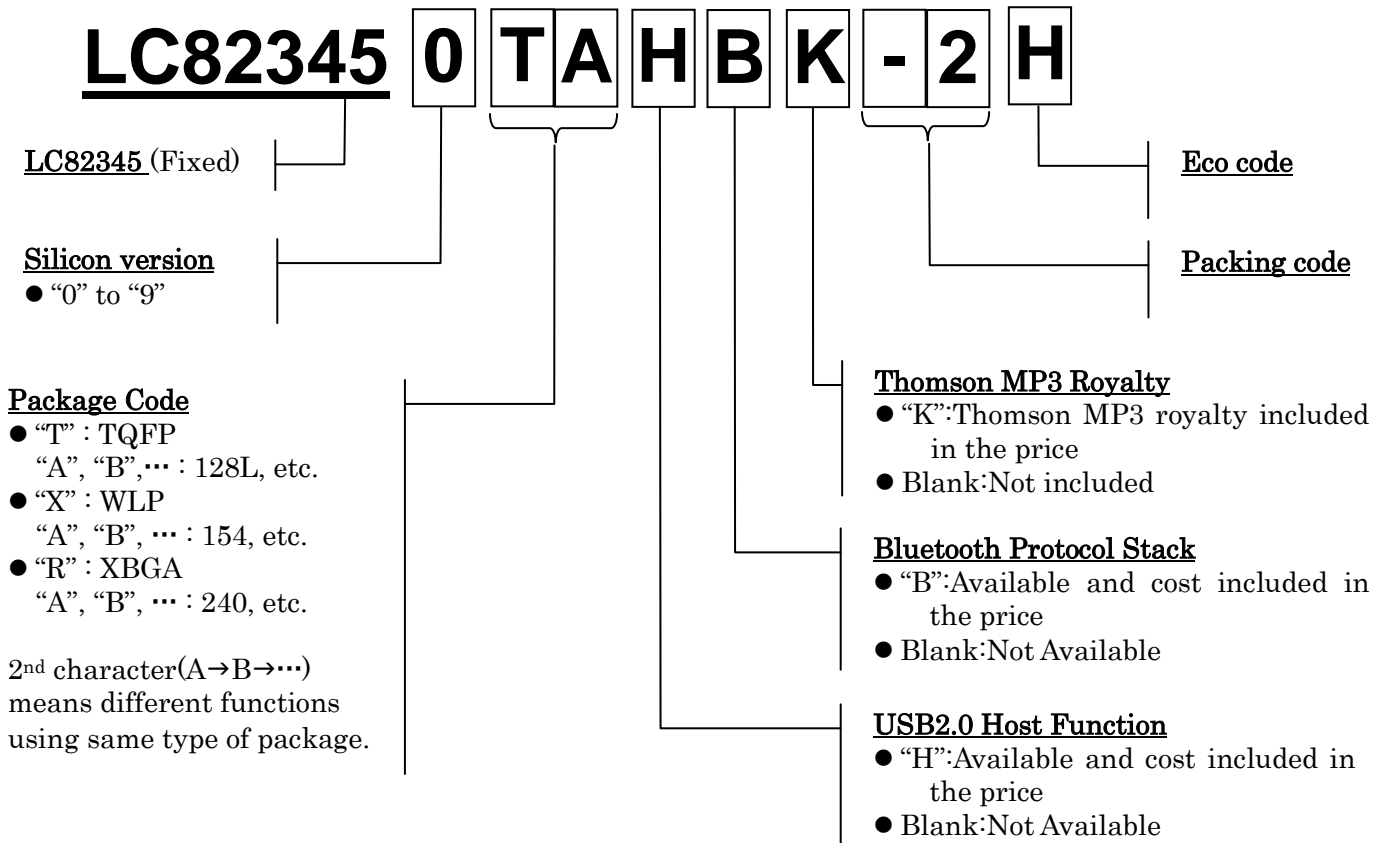 LC82345 0 T A H B K - 2 H
LC82345 (Fixed)
Silicon version
● “0” to “9”
Package Code
● “T” : TQFP
“A”, “B”,⋯ : 128L, etc.
● “X” : WLP
“A”, “B”, ⋯ : 154, etc.
● “R” : XBGA
“A”, “B”, ⋯ : 240, etc.
2nd character(A→B→⋯)
means different functions
using same type of package.
Eco code
Packing code
Thomson MP3 Royalty
● “K”:Thomson MP3 royalty included
in the price
● Blank:Not included
Bluetooth Protocol Stack
● “B”:Available and cost included in
the price
● Blank:Not Available
USB2.0 Host Function
● “H”:Available and cost included in
the price
● Blank:Not Available